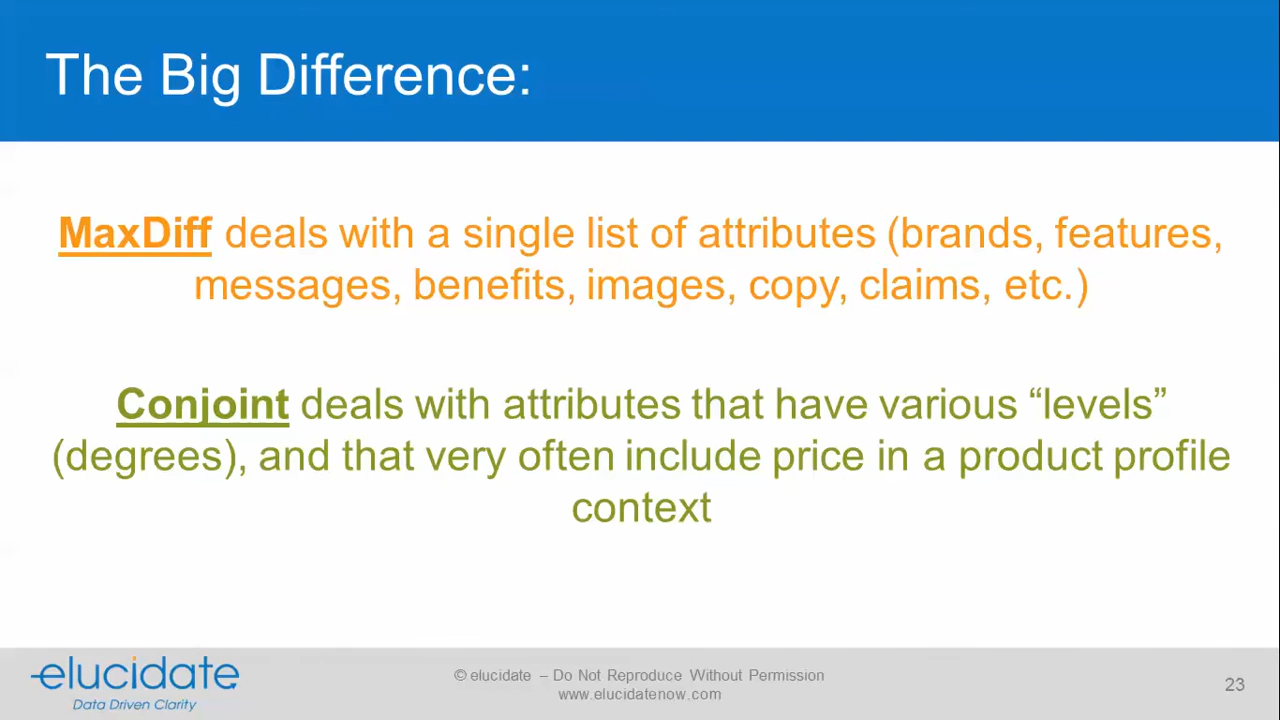 The Big Difference:
MaxDiff deals with a single list of attributes (brands, features,
messages, benefits, images, copy, claims, etc.)
Conjoint deals with attributes that have various “levels”
(degrees), and that very often include price in a product profile
context
elucidate
Data Driven Clarity
© elucidate – Do Not Reproduce Without Permission
www.elucidatenow.com
23